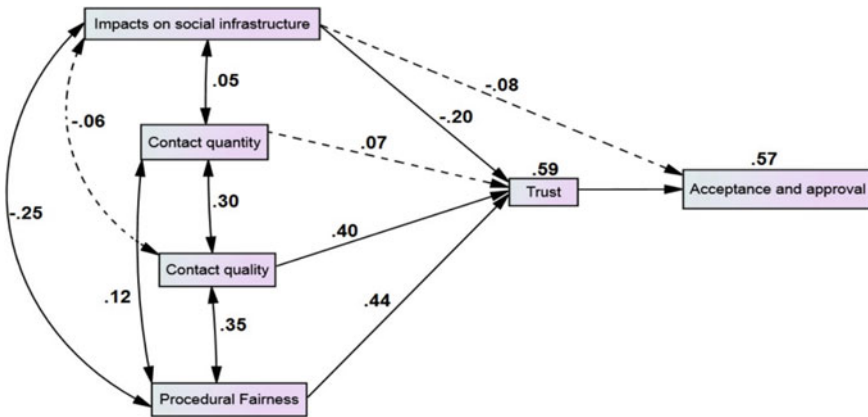 Impacts on social infrastructure
-.08
.05
-.06
-.20
Contact quantity
.07
.59
.57
Trust
Acceptance and approval
.30
-.25
.40
Contact quality
.12
.35
.44
Procedural Fairness